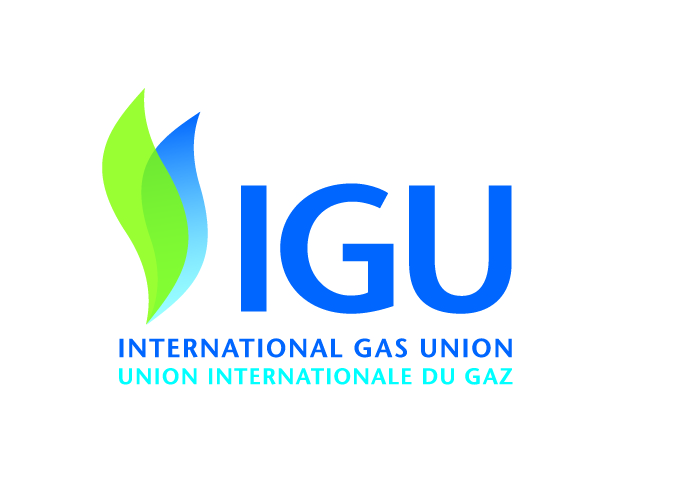 IGU
INTERNATIONAL GAS UNION
UNION INTERNATIONALE DU GAZ